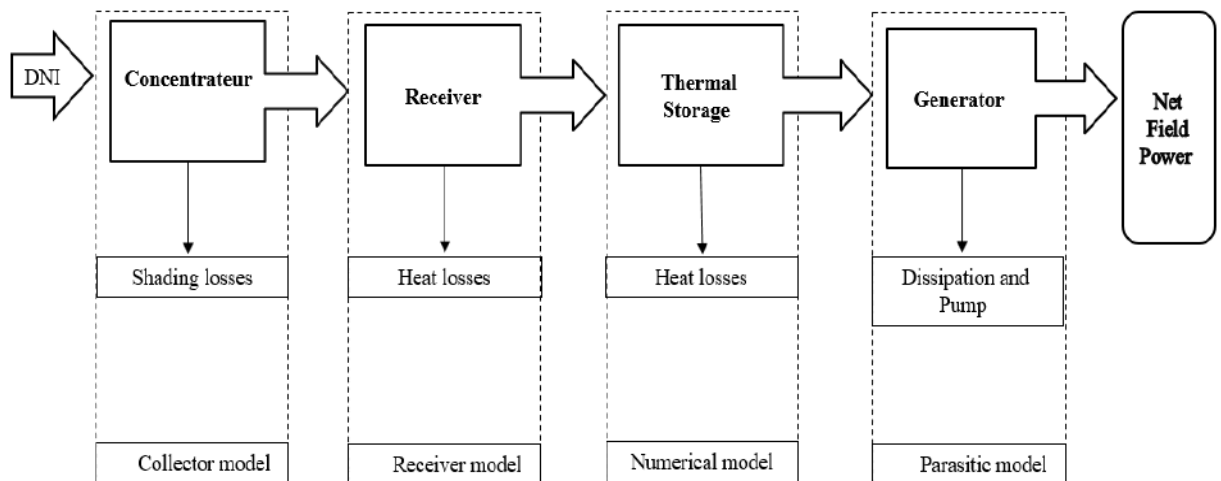 DNI
Concentrateur
Receiver
Thermal
Storage
Generator
Net
Field
Power
Shading losses
Heat losses
Heat losses
Dissipation and
Pump
Collector model
Receiver model
Numerical model
Parasitic model